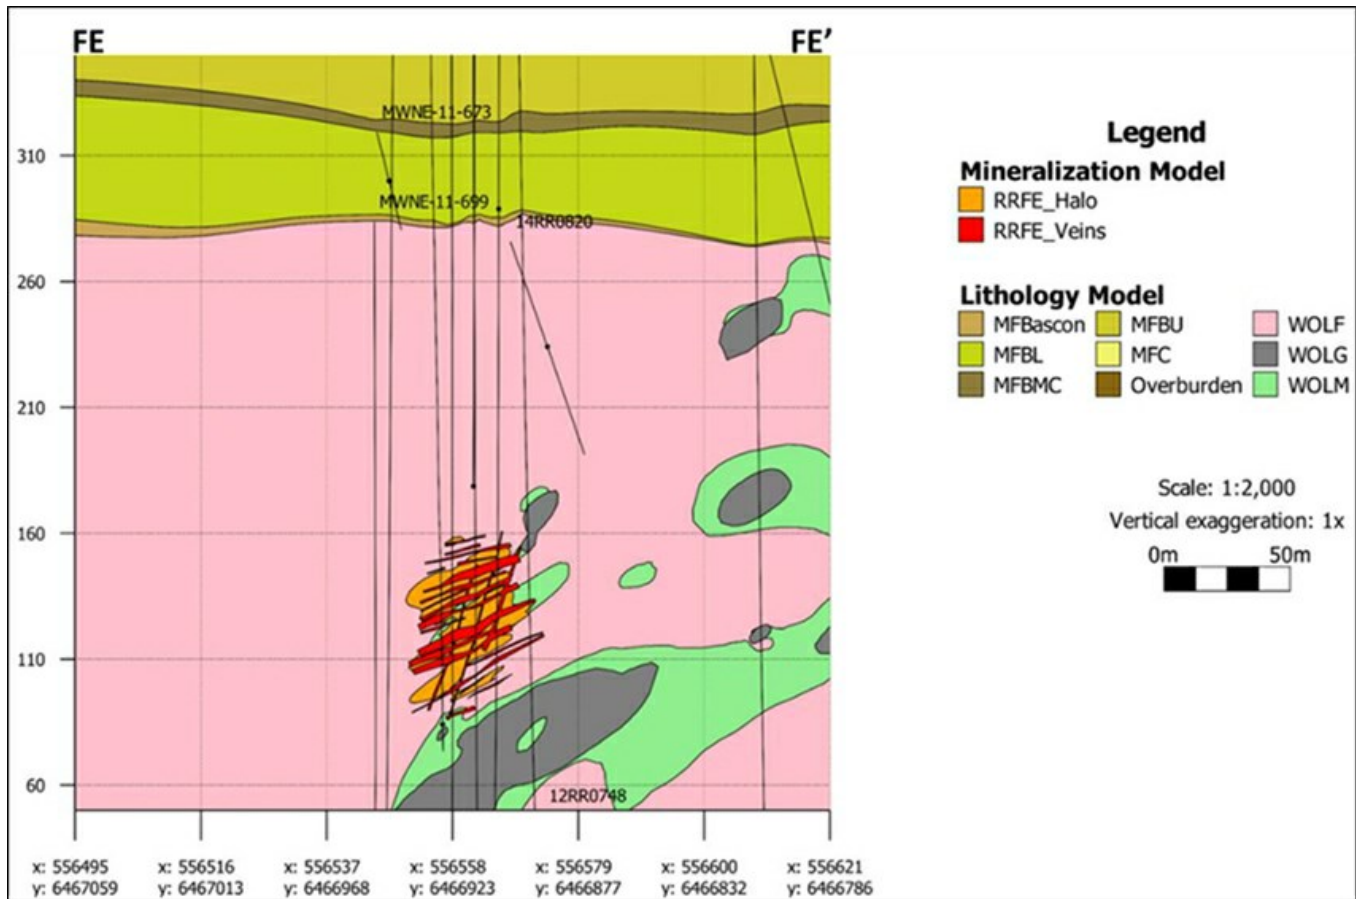 FE FE’
MWNE-11-673
310
MWNE-11-699
14RR0820
260
210
160
110
60
12RR0748
x: 556495 x: 556516 x: 556537 x: 556558 x: 556579 x: 556600 x: 556621
y: 6467059 y: 6467013 y: 6466968 y: 6466923 y: 6466877 y: 6466832 y: 6466786
Legend
Mineralization Model
RRFE_Halo
RRFE_Veins
Lithology Model
MFBascon MFBU WOLF
MFBL MFC WOLG
MFBMC Overburden WOLM
Scale: 1:2,000
Vertical exaggeration: 1x
0m 50m